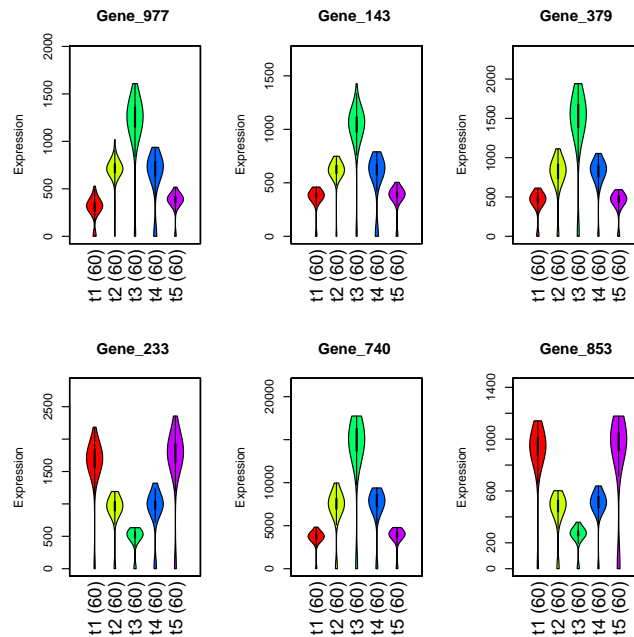 Gene_977
Expression
0
500
1000
1500
2000
t1 (60)
t2 (60)
t3 (60)
t4 (60)
t5 (60)
Gene_143
Expression
0
500
1000
1500
t1 (60)
t2 (60)
t3 (60)
t4 (60)
t5 (60)
Gene_379
Expression
0
500
1000
1500
2000
t1 (60)
t2 (60)
t3 (60)
t4 (60)
t5 (60)
Gene_233
Expression
0
500
1500
2500
t1 (60)
t2 (60)
t3 (60)
t4 (60)
t5 (60)
Gene_740
Expression
0
5000
10000
20000
t1 (60)
t2 (60)
t3 (60)
t4 (60)
t5 (60)
Gene_853
Expression
0
200
600
1000
1400
t1 (60)
t2 (60)
t3 (60)
t4 (60)
t5 (60)